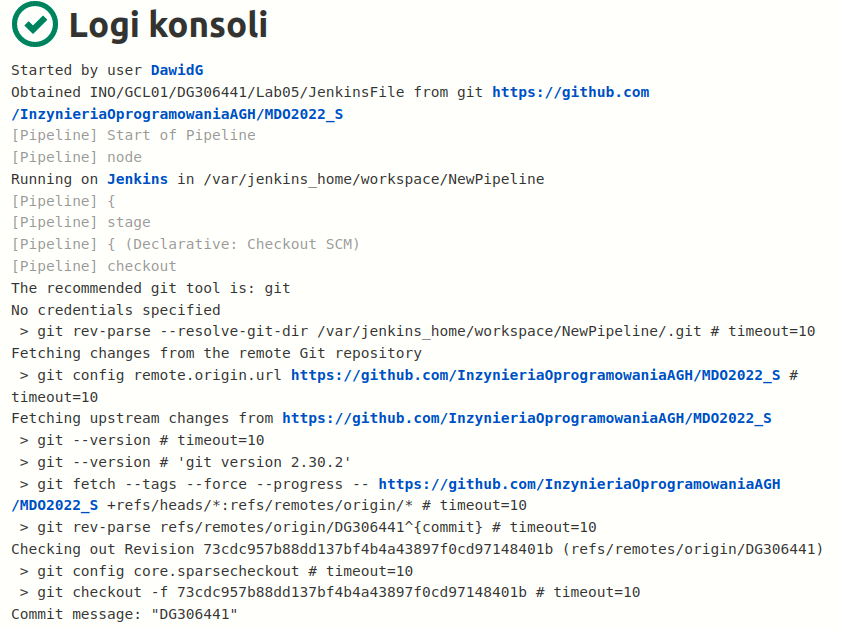 Logi konsoli
Started by user DawidG
Obtained INO/GCL01/DG306441/Lab05/JenkinsFile from git https://github.com
/InzynieriaOprogramowaniaAGH/MDO2022_S
[Pipeline] Start of Pipeline
[Pipeline] node
Running on Jenkins in /var/jenkins_home/workspace/NewPipeline
[Pipeline] {
[Pipeline] stage
[Pipeline] { (Declarative: Checkout SCM)
[Pipeline] checkout
The recommended git tool is: git
No credentials specified
 > git rev-parse --resolve-git-dir /var/jenkins_home/workspace/NewPipeline/.git # timeout=10
Fetching changes from the remote Git repository
 > git config remote.origin.url https://github.com/InzynieriaOprogramowaniaAGH/MDO2022_S #
timeout=10
Fetching upstream changes from https://github.com/InzynieriaOprogramowaniaAGH/MDO2022_S
 > git --version # timeout=10
 > git --version # 'git version 2.30.2'
 > git fetch --tags --force --progress -- https://github.com/InzynieriaOprogramowaniaAGH
/MDO2022_S +refs/heads/*:refs/remotes/origin/* # timeout=10
 > git rev-parse refs/remotes/origin/DG306441^{commit} # timeout=10
Checking out Revision 73cdc957b88dd137bf4b4a43897f0cd97148401b (refs/remotes/origin/DG306441)
 > git config core.sparsecheckout # timeout=10
 > git checkout -f 73cdc957b88dd137bf4b4a43897f0cd97148401b # timeout=10
Commit message: "DG306441"